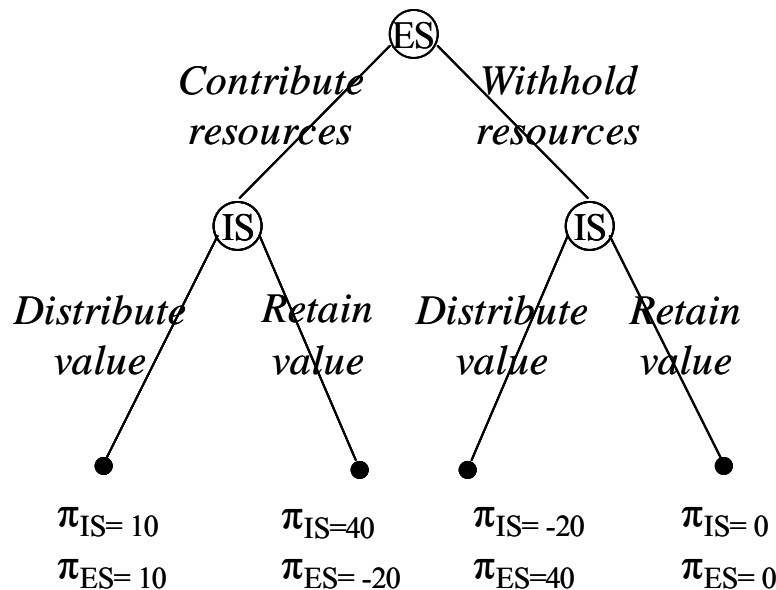 ES
Contribute resources
Withhold resources
IS
IS
Distribute value
Retain value
Distribute value
Retain value
πIS= 10
πES= 10
πIS=40
πES= -20
πIS= -20
πES=40
πIS= 0
πES= 0